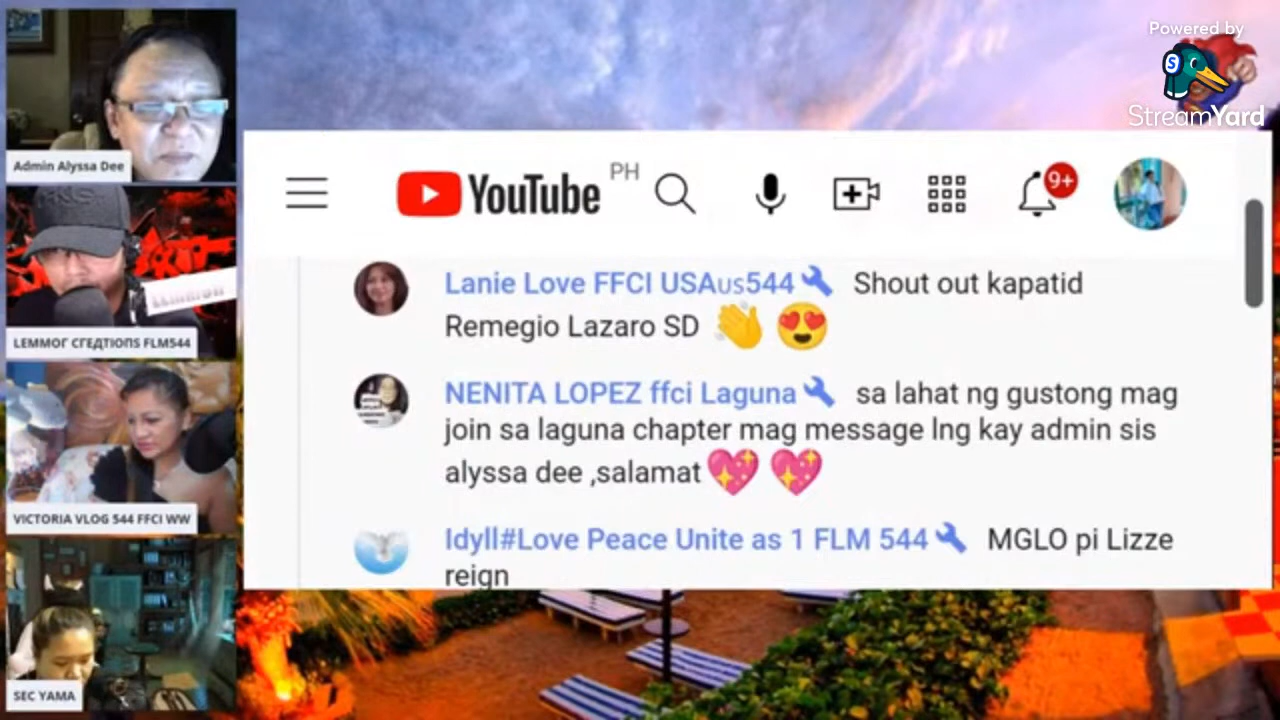 Powered by
StreamYard
Admin Alyssa Dee
YouTube PH
9+
Lanie Love FFCI USAus544 Shout out kapatid
Remegio Lazaro SD
LEMMOГ CГEДTIOПS FLM544
NENITA LOPEZ ffci Laguna sa lahat ng gustong mag
join sa laguna chapter mag message lng kay admin sis
alyssa dee ,salamat
VICTORIA VLOG 544 FFCI WW
Idyll#Love Peace Unite as 1 FLM 544 MGLO pi Lizze
reign
SEC YAMA